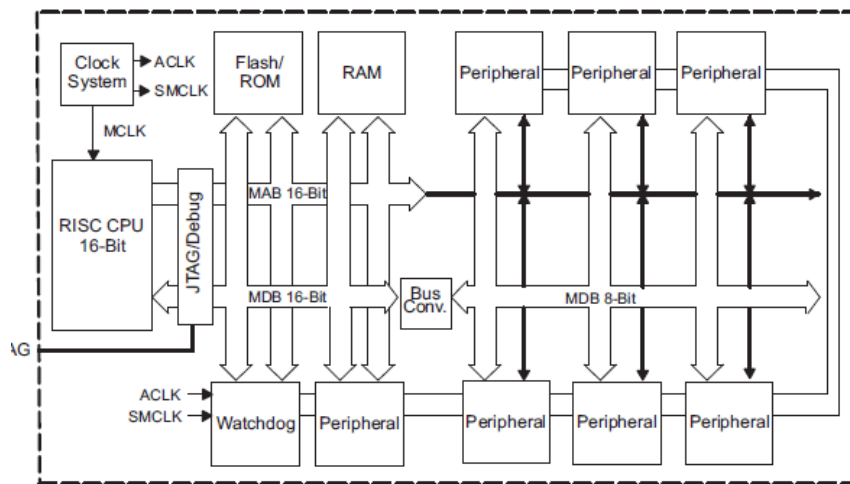 Clock
System
ACLK
SMCLK
MCLK
Flash/
ROM
RAM
Peripheral
Peripheral
Peripheral
RISC CPU
16-Bit
JTAG/Debug
MAB 16-Bit
MDB 16-Bit
Bus
Conv.
MDB 8-Bit
AG
ACLK
SMCLK
Watchdog
Peripheral
Peripheral
Peripheral
Peripheral